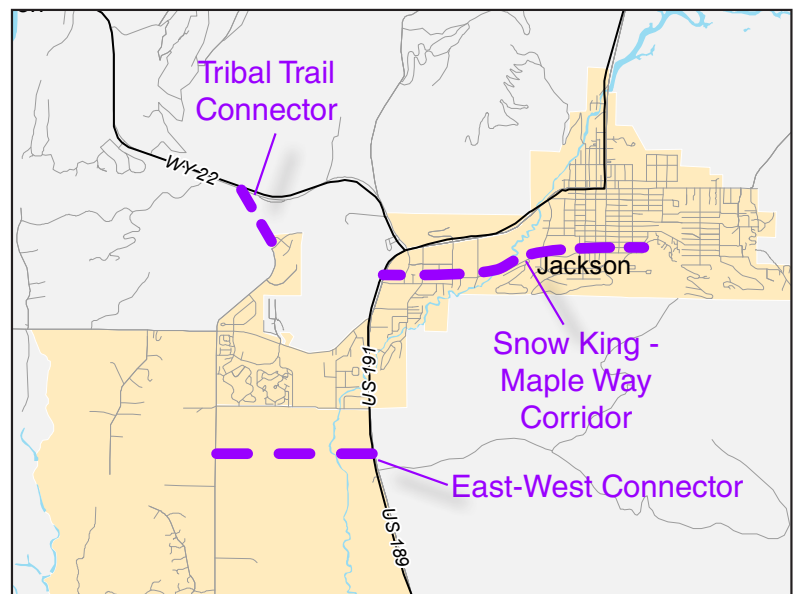 Tribal Trail
Connector
WY-22
Jackson
Snow King -
Maple Way
Corridor
US-191
East-West Connector
US-189